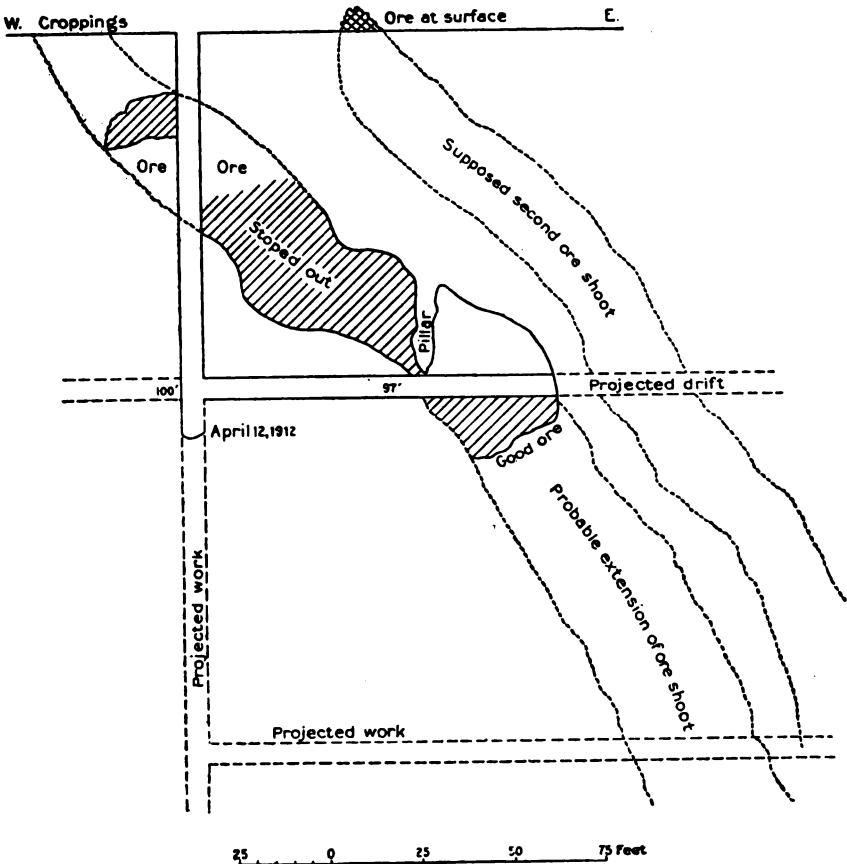 W. Croppings
Ore at surface
E.
Ore
Ore
Supposed second ore shoot
Stoped out
Pillar
100'
97'
Projected drift
April 12, 1912
Good ore
Probable extension of ore shoot
Projected work
Projected work
25 0 25 50 75 Feet